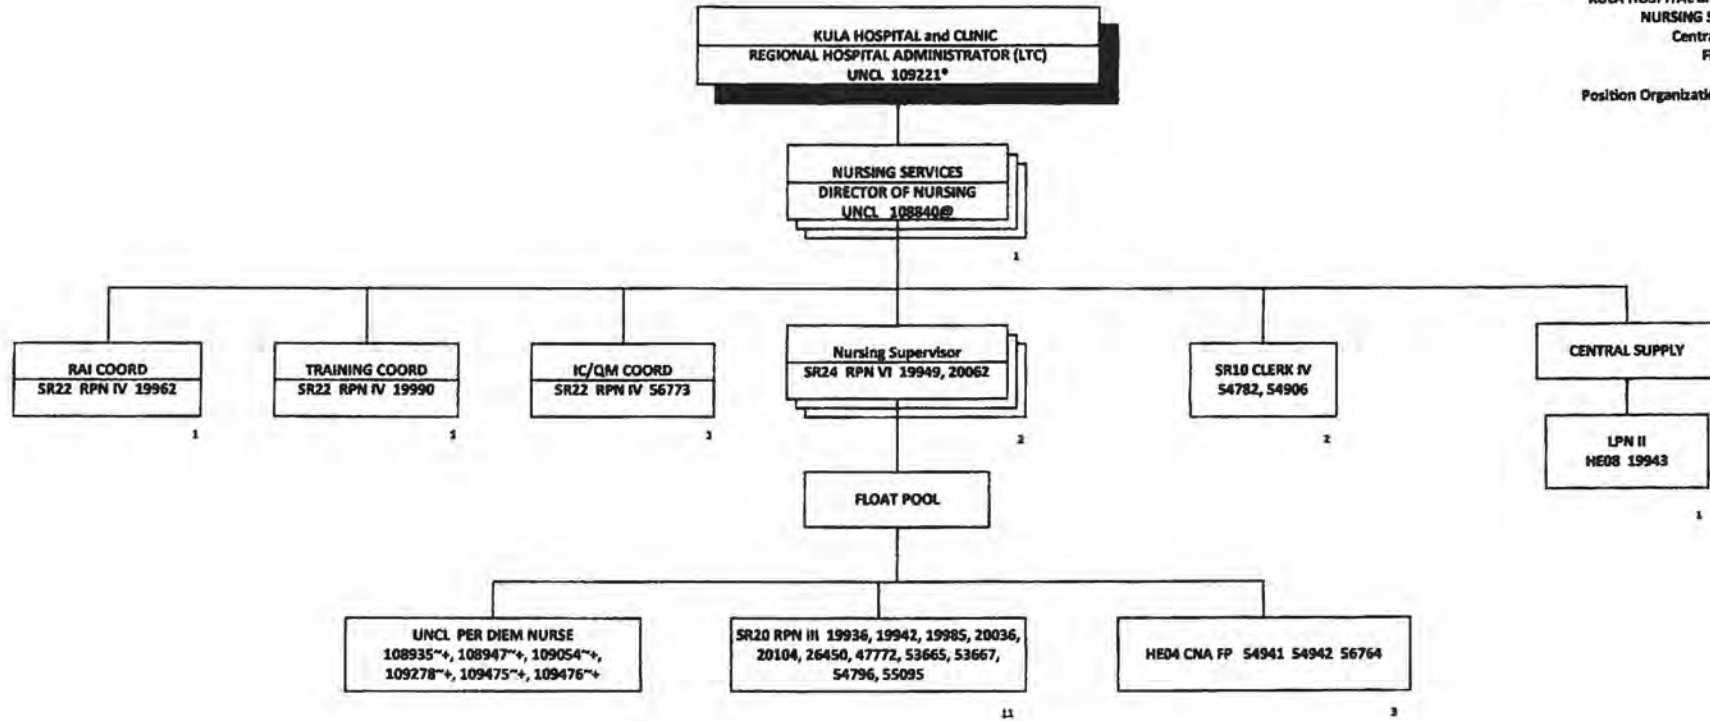 NURSING
KULA HOSPITAL and CLINIC
REGIONAL HOSPITAL ADMINISTRATOR (LTC)
UNCL 109221*
Position
NURSING SERVICES
DIRECTOR OF NURSING
UNCL 108840@
1
RAI COORD
SR22 RPN IV 19962
1
TRAINING COORD
SR22 RPN IV 19990
1
IC/QM COORD
SR22 RPN IV 56773
1
Nursing Supervisor
SR24 RPN VI 19949, 20062
2
SR10 CLERK IV
54782, 54906
2
CENTRAL SUPPLY
LPN II
HE08 19943
1
FLOAT POOL
UNCL PER DIEM NURSE
108935~+, 108947~+, 109054~+,
109278~+, 109475~+, 109476~+
SR20 RPN III 19936, 19942, 19985, 20036,
20104, 26450, 47772, 53665, 53667,
54796, 55095
11
HE04 CNA FP 54941 54942 56764
3